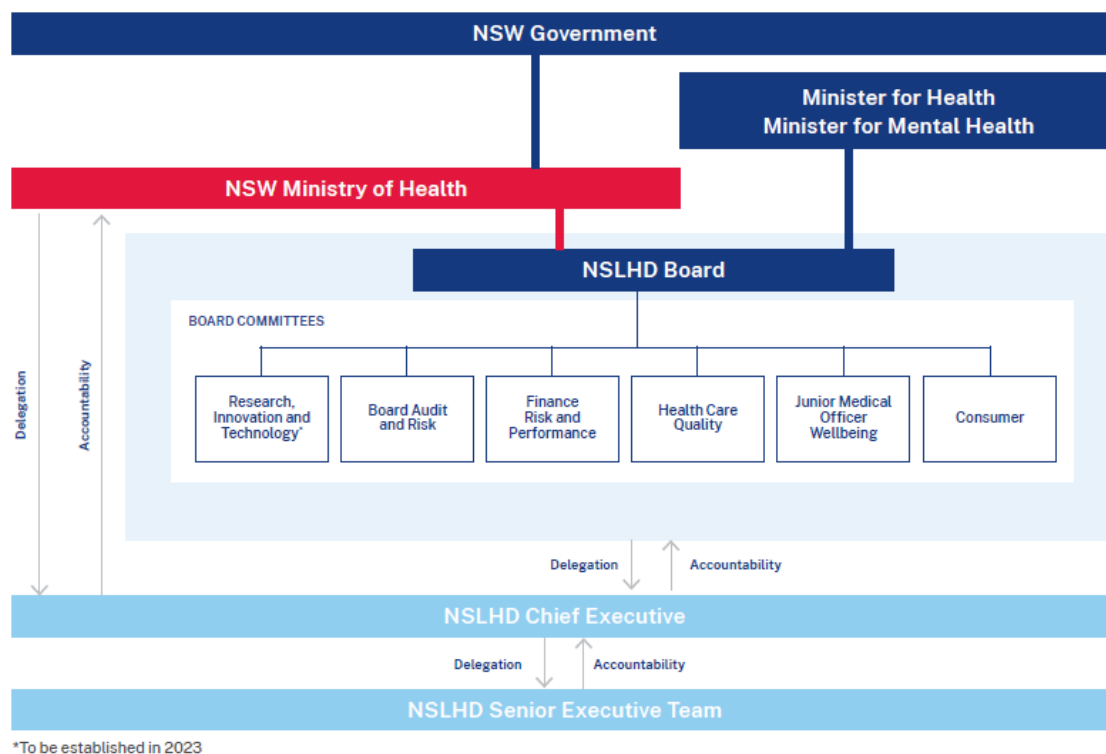 NSW Government
Minister for Health
Minister for Mental Health
NSW Ministry of Health
NSLHD Board
BOARD COMMITTEES
Research,
Innovation and
Technology*
Board Audit
and Risk
Finance
Risk and
Performance
Health Care
Quality
Junior Medical
Officer
Wellbeing
Consumer
Delegation
Accountability
Delegation
Accountability
NSLHD Chief Executive
Delegation
Accountability
NSLHD Senior Executive Team
*To be established in 2023